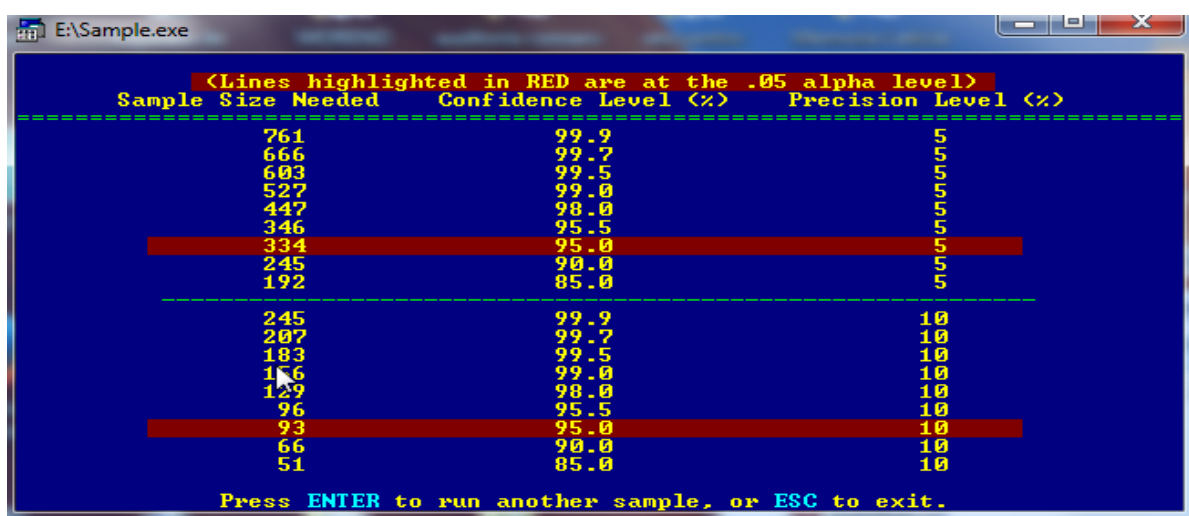 E:\Sample.exe
(Lines highlighted in RED are at the .05 alpha level)
Sample Size Needed Confidence Level (%) Precision Level (%)
761 99.9 5
666 99.7 5
603 99.5 5
527 99.0 5
447 98.0 5
346 95.5 5
334 95.0 5
245 90.0 5
192 85.0 5
245 99.9 10
207 99.7 10
183 99.5 10
99.0 10
129 98.0 10
96 95.5 10
93 95.0 10
66 90.0 10
51 85.0 10
Press ENTER to run another sample, or ESC to exit.